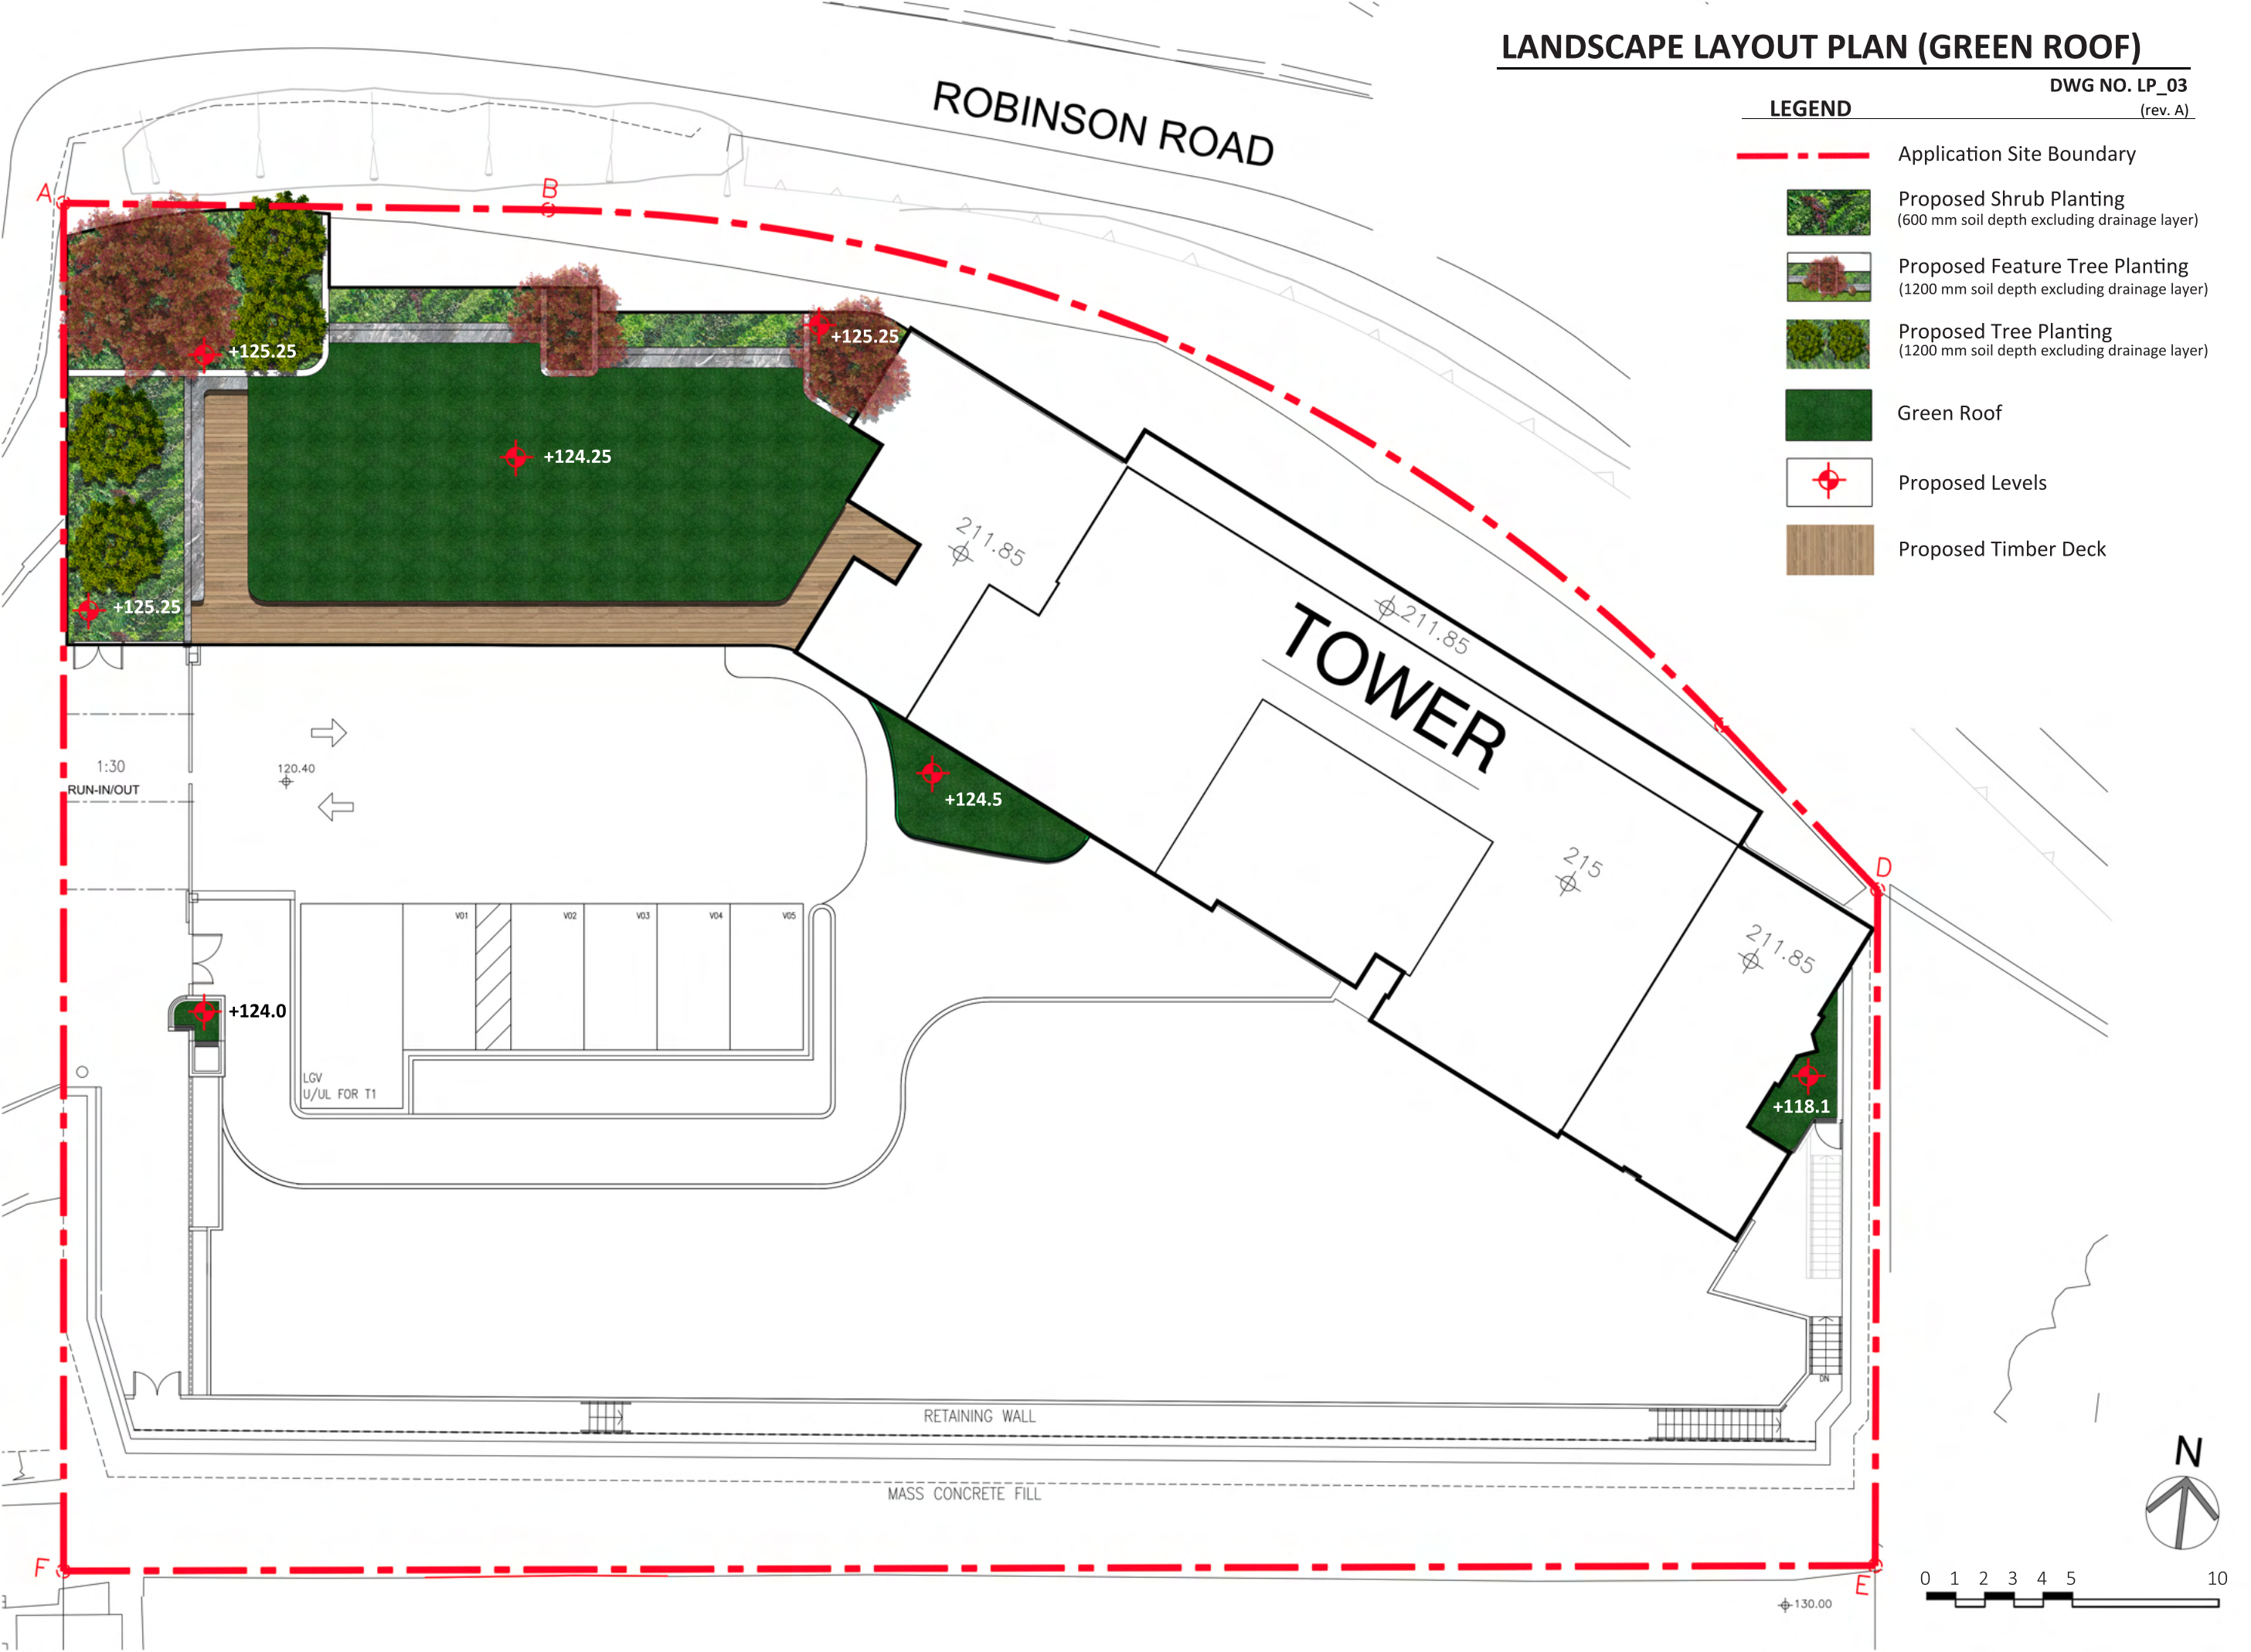 LANDSCAPE LAYOUT PLAN (GREEN ROOF)
DWG NO. LP_03
LEGEND
(rev. A)
Application Site Boundary
Proposed Shrub Planting
(600 mm soil depth excluding drainage layer)
Proposed Feature Tree Planting
(1200 mm soil depth excluding drainage layer)
Proposed Tree Planting
(1200 mm soil depth excluding drainage layer)
Green Roof
Proposed Levels
Proposed Timber Deck
ROBINSON ROAD
A
B
+125.25
+125.25
+124.25
+125.25
211.85
211.85
TOWER
+124.5
1:30
RUN-IN/OUT
120.40
215
D
211.85
V01
V02
V03
V04
V05
+124.0
LGV
U/UL FOR T1
+118.1
DN
RETAINING WALL
MASS CONCRETE FILL
N
F
E
0 1 2 3 4 5 10
130.00